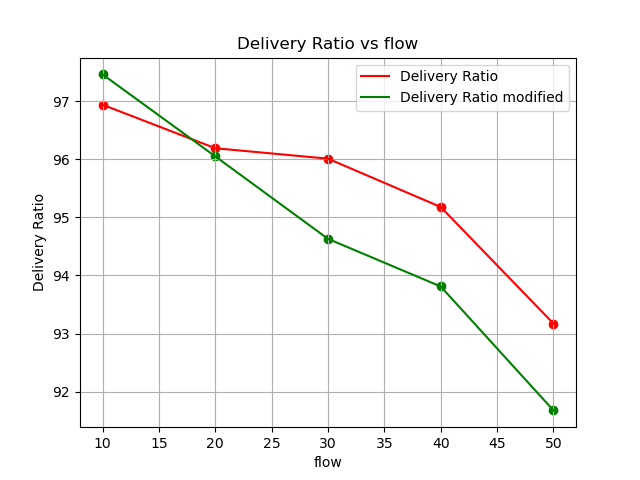 Delivery Ratio vs flow
Delivery Ratio
Delivery Ratio modified
97
96
95
94
93
92
Delivery Ratio
10 15 20 25 30 35 40 45 50
flow